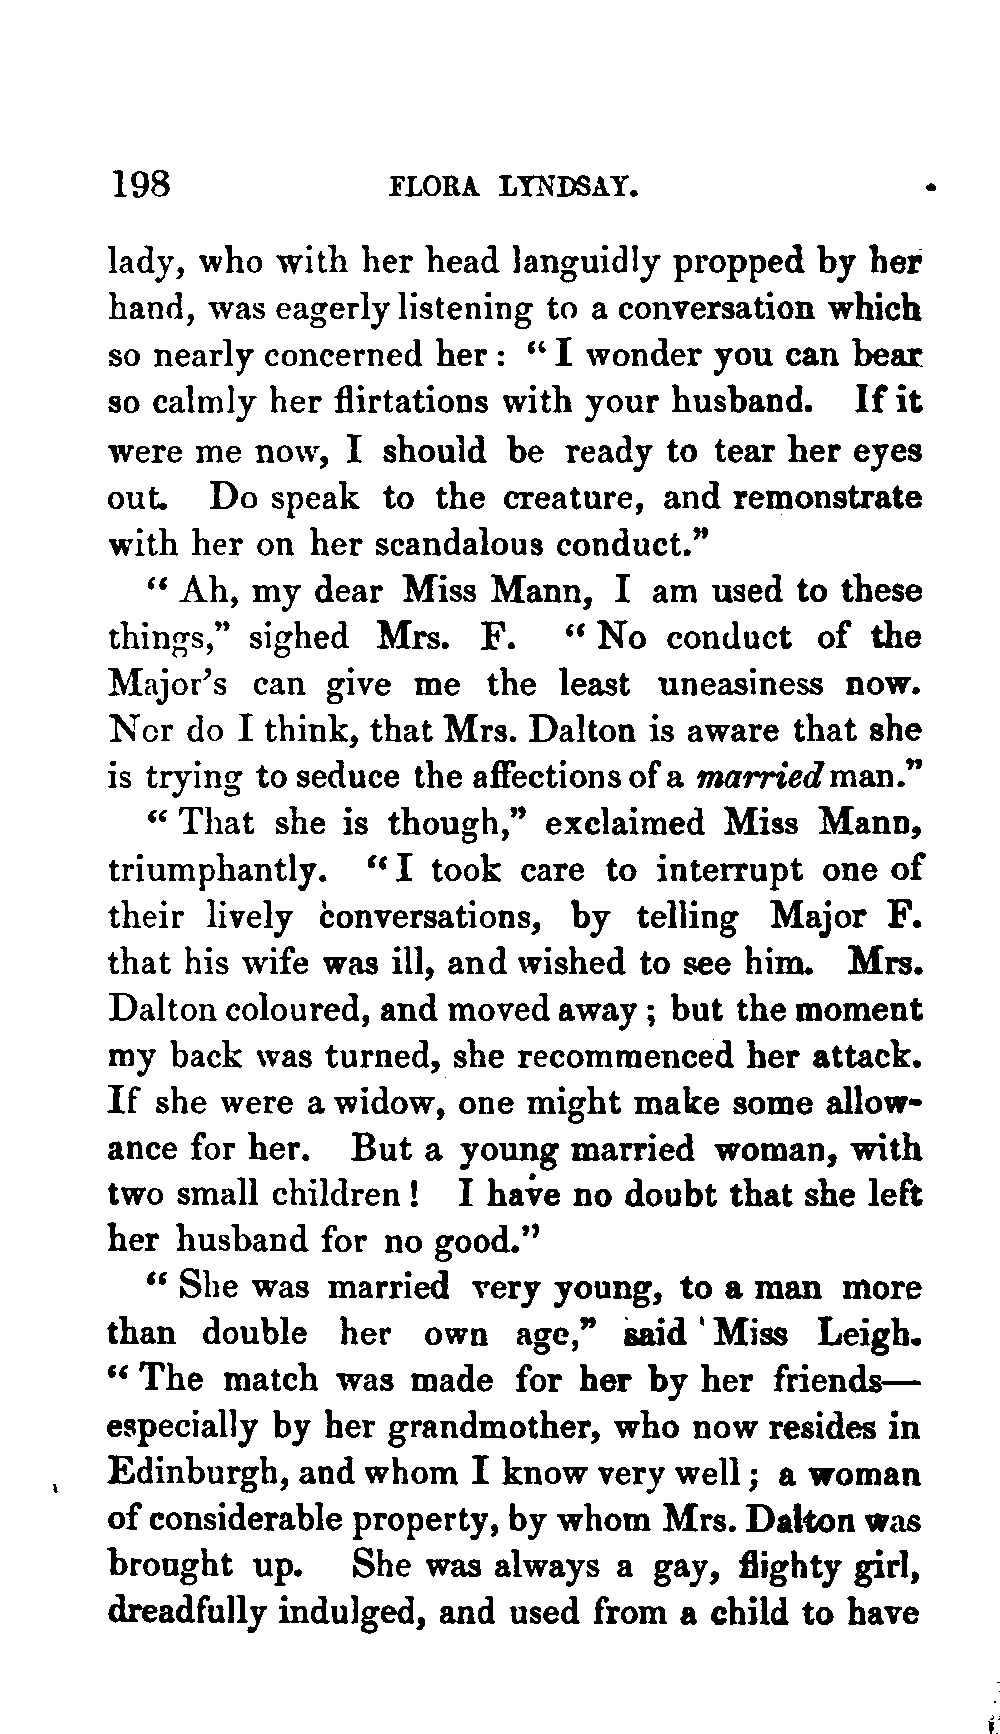 198 FLORA LYNDSAY.
lady, who with her head languidly propped by her
hand, was eagerly listening to a conversation which
so nearly concerned her: “I wonder you can bear
so calmly her flirtations with your husband. If it
were me now, I should be ready to tear her eyes
out. Do speak to the creature, and remonstrate
with her on her scandalous conduct.”
“Ah, my dear Miss Mann, I am used to these
things,” sighed Mrs. F. “No conduct of the
Major’s can give me the least uneasiness now.
Nor do I think, that Mrs. Dalton is aware that she
is trying to seduce the affections of a married man.”
“That she is though,” exclaimed Miss Mann,
triumphantly. “I took care to interrupt one of
their lively conversations, by telling Major F.
that his wife was ill, and wished to see him. Mrs.
Dalton coloured, and moved away; but the moment
my back was turned, she recommenced her attack.
If she were a widow, one might make some allow-
ance for her. But a young married woman, with
two small children! I have no doubt that she left
her husband for no good.”
“She was married very young, to a man more
than double her own age,” said Miss Leigh.
“The match was made for her by her friends—
especially by her grandmother, who now resides in
Edinburgh, and whom I know very well; a woman
of considerable property, by whom Mrs. Dalton was
brought up. She was always a gay, flighty girl,
dreadfully indulged, and used from a child to have